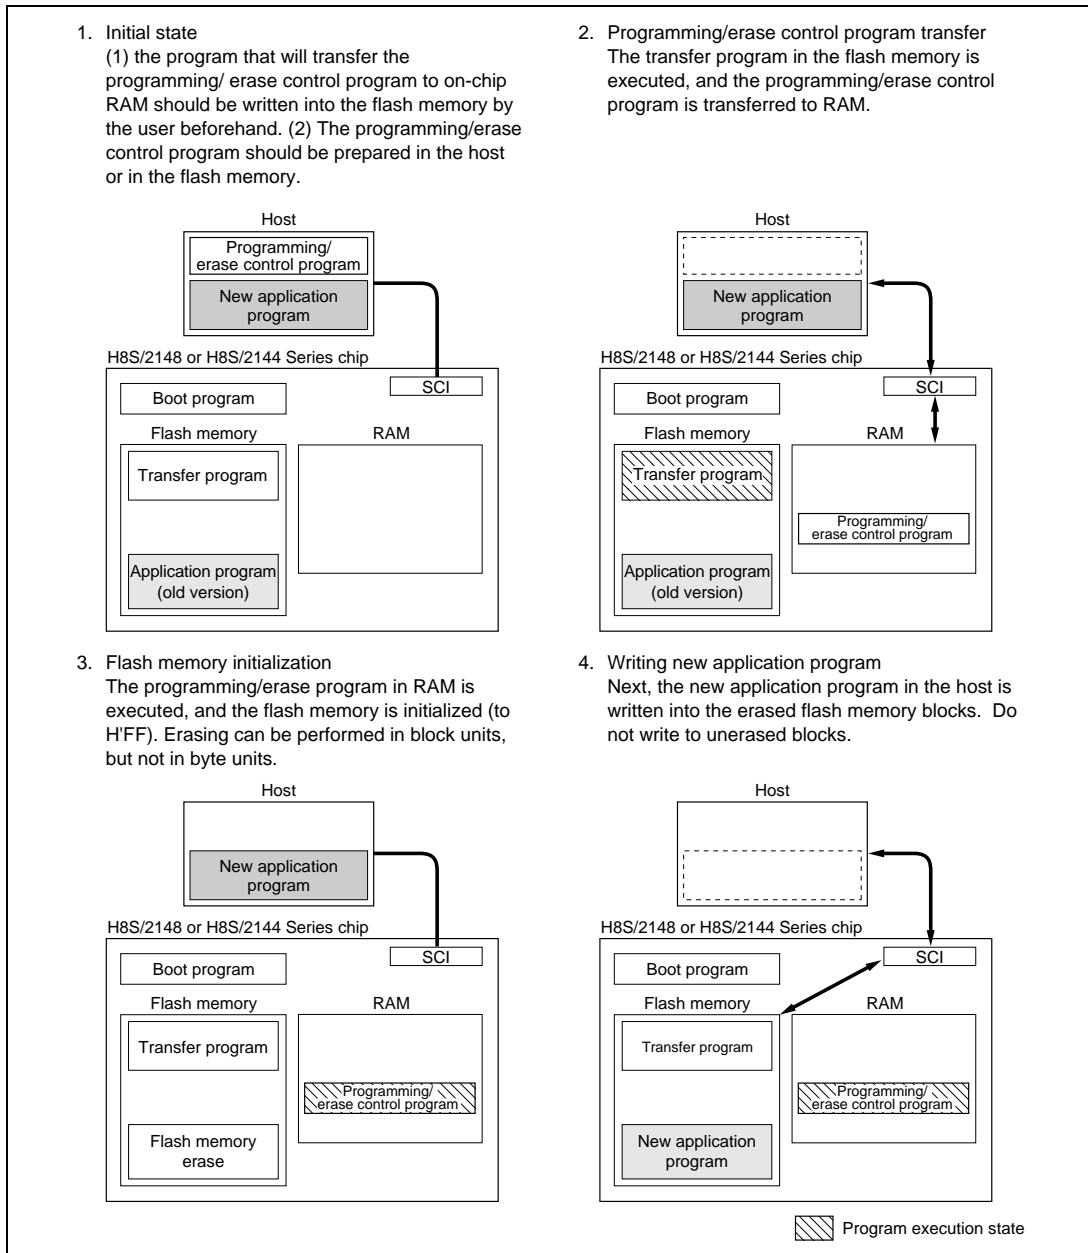 1. Initial state
(1) the program that will transfer the
programming/ erase control program to on-chip
RAM should be written into the flash memory by
the user beforehand. (2) The programming/erase
control program should be prepared in the host
or in the flash memory.
Host
Programming/
erase control program
New application
program
H8S/2148 or H8S/2144 Series chip
SCI
Boot program
Flash memory
RAM
Transfer program
Application program
(old version)
2. Programming/erase control program transfer
The transfer program in the flash memory is
executed, and the programming/erase control
program is transferred to RAM.
Host
New application
program
H8S/2148 or H8S/2144 Series chip
SCI
Boot program
Flash memory
RAM
Transfer program
Programming/
erase control program
Application program
(old version)
3. Flash memory initialization
The programming/erase program in RAM is
executed, and the flash memory is initialized (to
H'FF). Erasing can be performed in block units,
but not in byte units.
Host
New application
program
H8S/2148 or H8S/2144 Series chip
SCI
Boot program
Flash memory
RAM
Transfer program
Programming/
erase control program
Flash memory
erase
4. Writing new application program
Next, the new application program in the host is
written into the erased flash memory blocks. Do
not write to unerased blocks.
Host
H8S/2148 or H8S/2144 Series chip
SCI
Boot program
Flash memory
RAM
Transfer program
Programming/
erase control program
New application
program
Program execution state